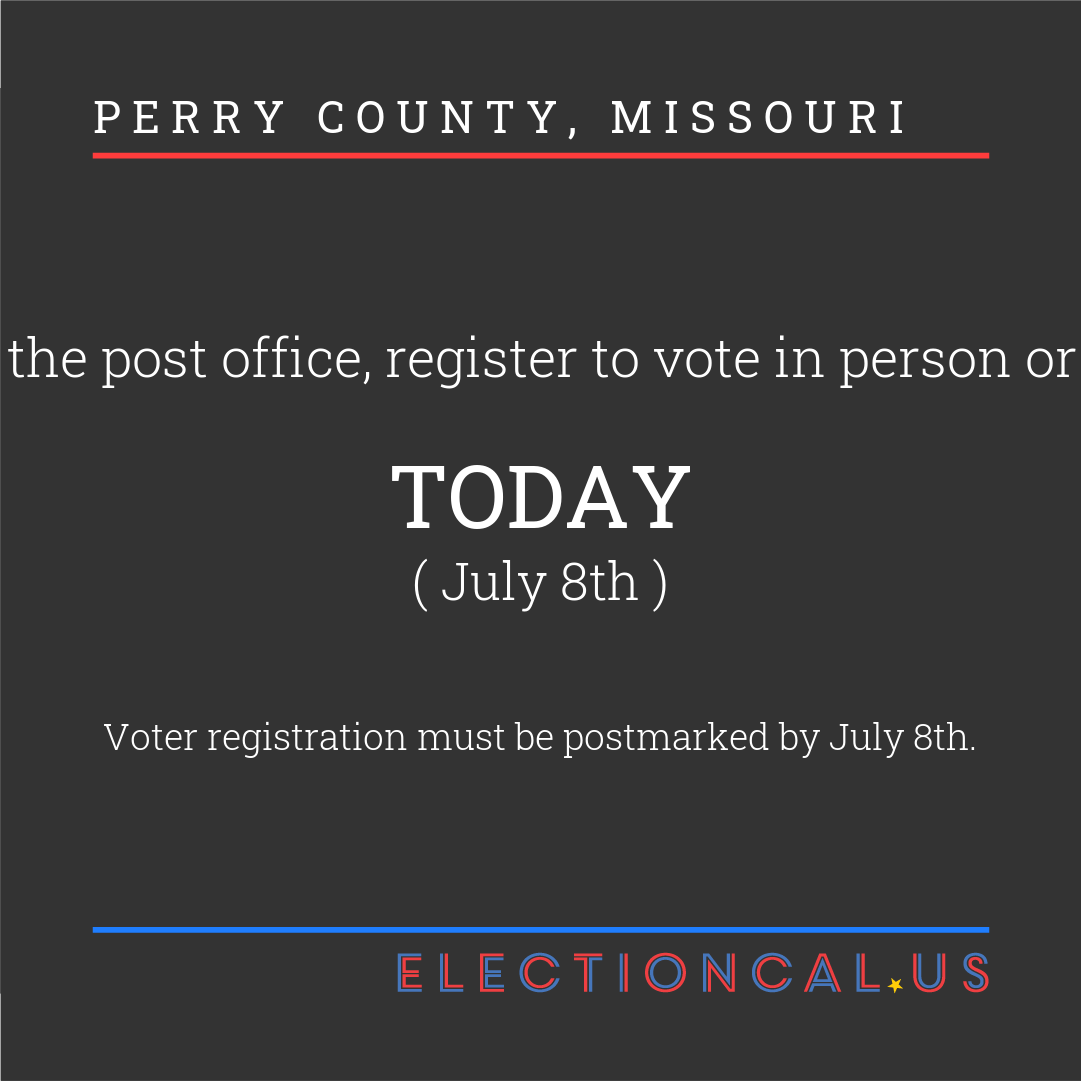 PERRY COUNTY, MISSOURI
the post office, register to vote in person or
TODAY
( July 8th )
Voter registration must be postmarked by July 8th.
ELECTIONCAL.US